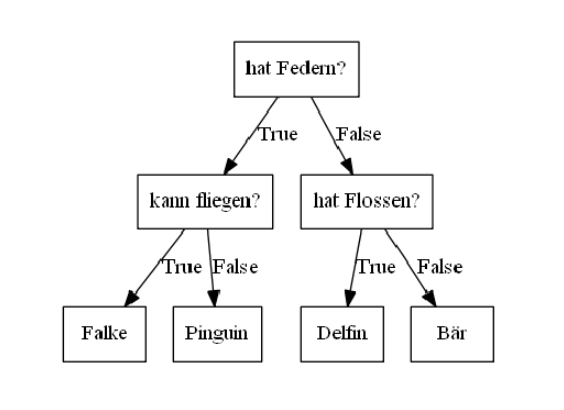 hat Federn?
True
False
kann fliegen?
hat Flossen?
True
False
True
False
Falke
Pinguin
Delfin
Bär